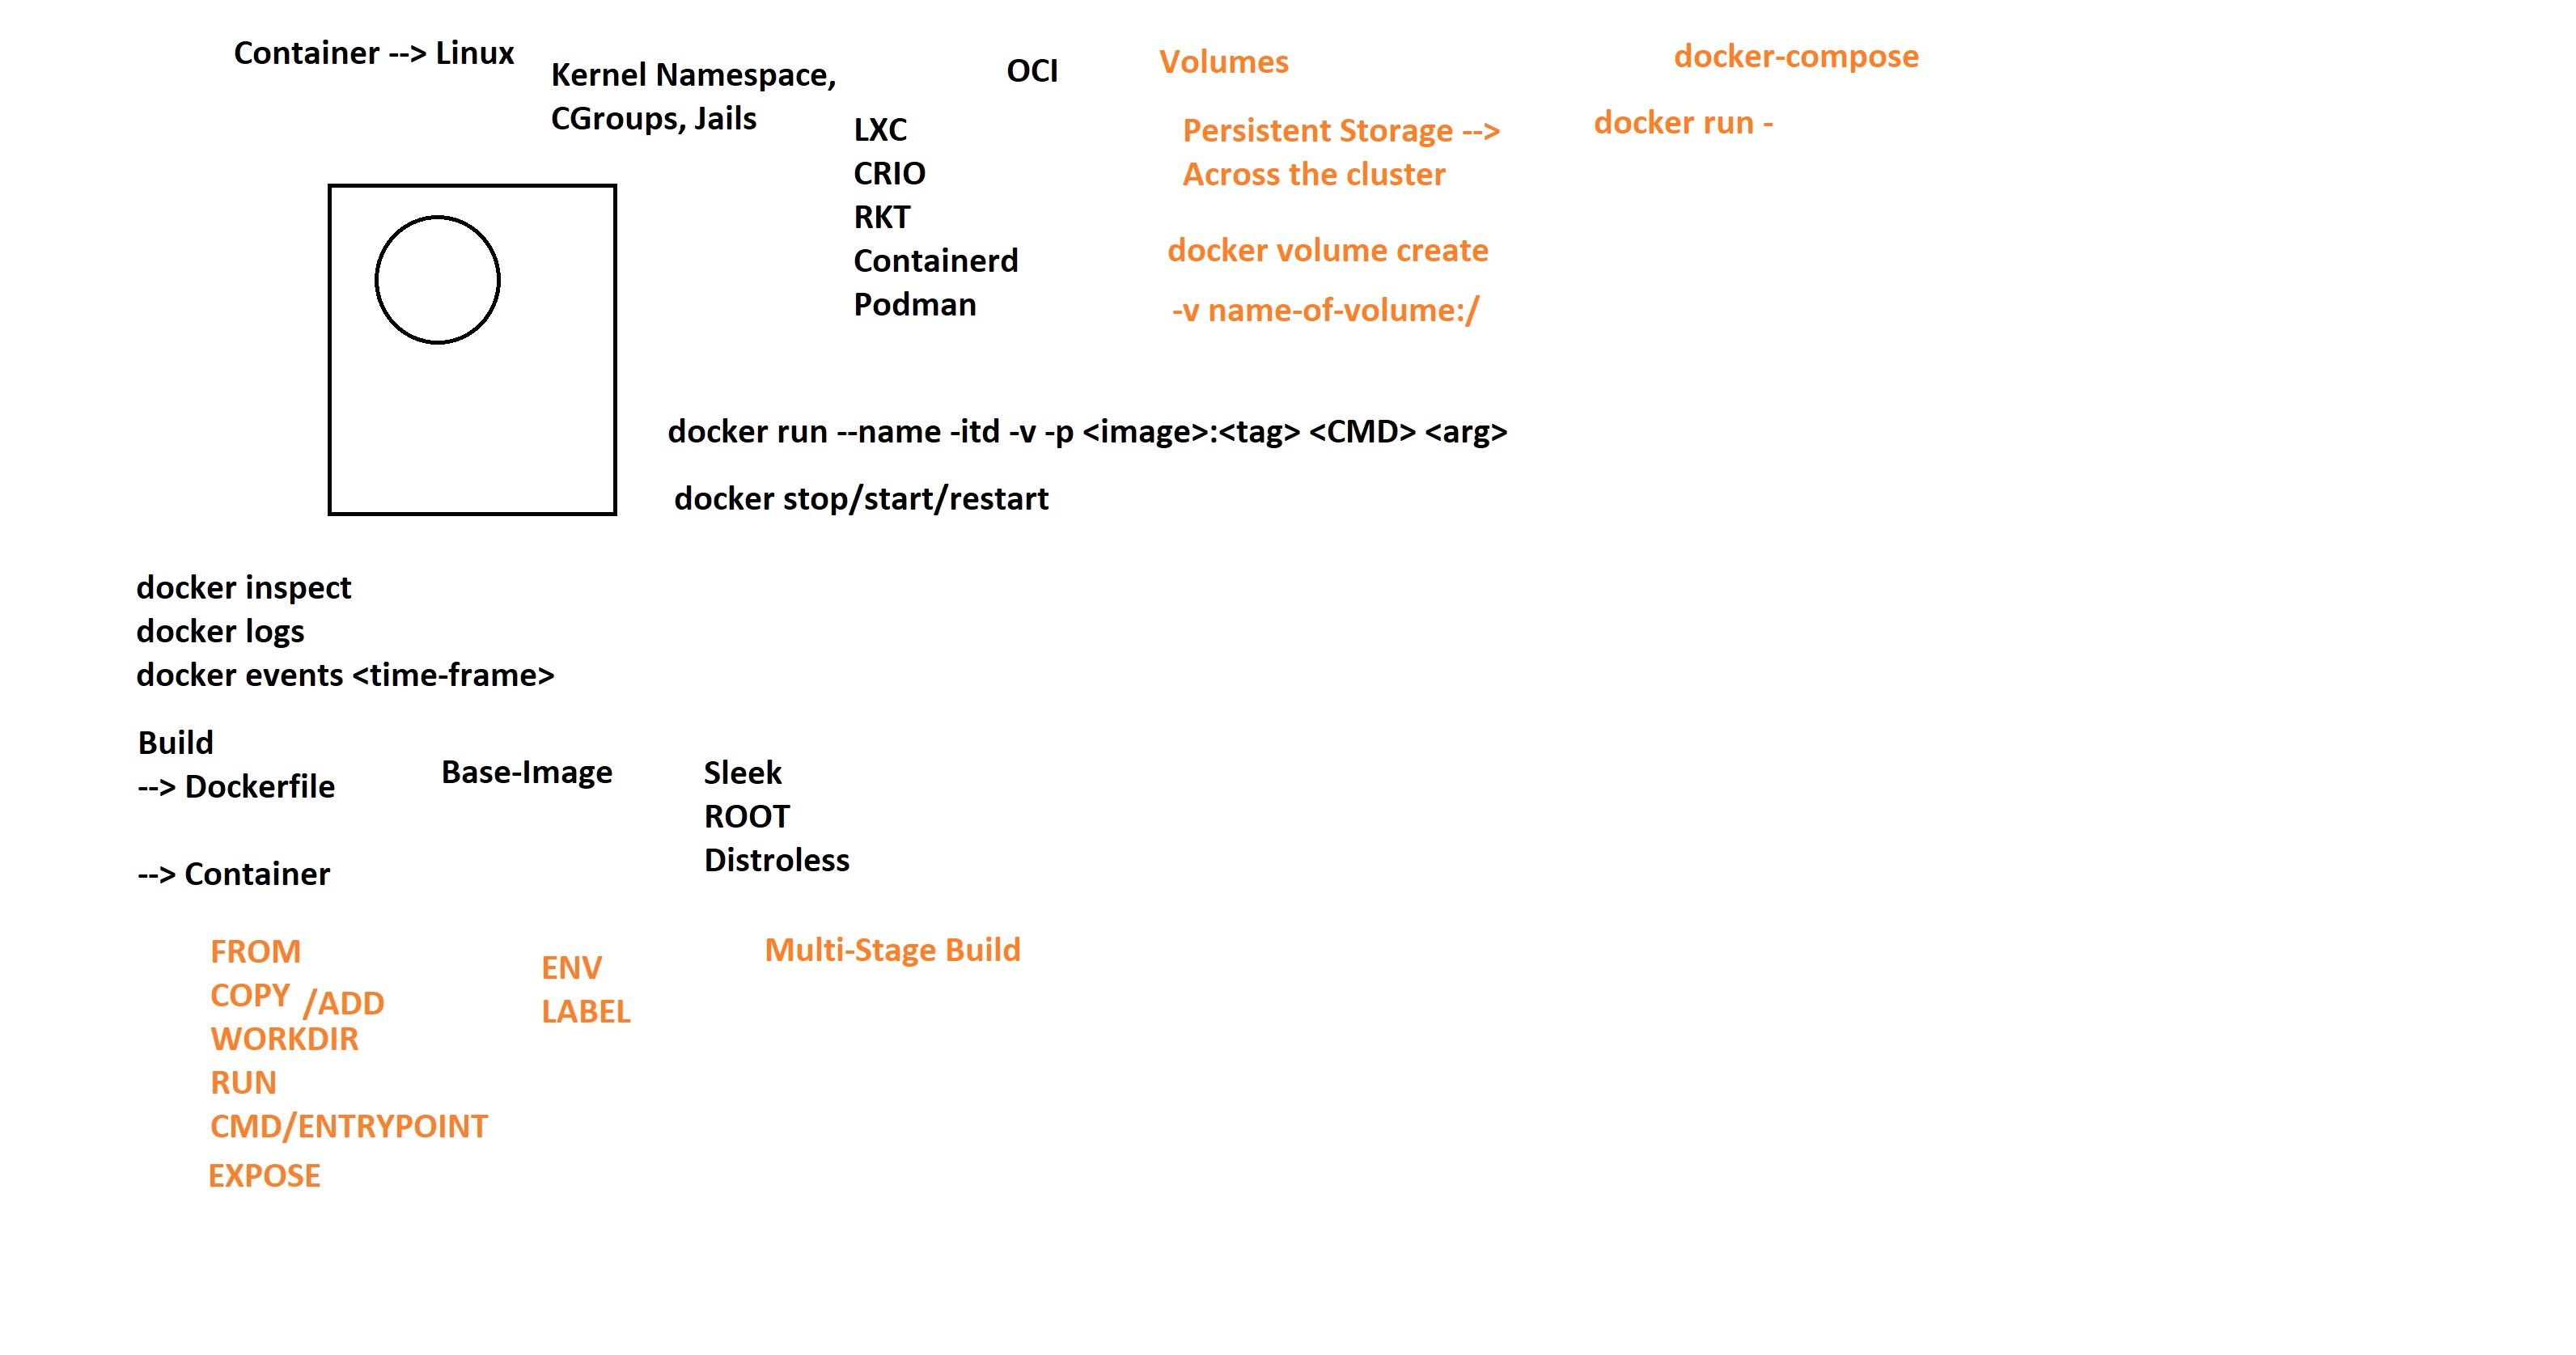 Container --> Linux
Kernel Namespace,
CGroups, Jails
OCI
LXC
CRIO
RKT
Containerd
Podman
Volumes
Persistent Storage -->
Across the cluster
docker volume create
-v name-of-volume:/
docker-compose
docker run -
docker run --name -itd -v -p <image>:<tag> <CMD> <arg>
docker stop/start/restart
docker inspect
docker logs
docker events <time-frame>
Build
--> Dockerfile
--> Container
Base-Image
Sleek
ROOT
Distroless
FROM
COPY /ADD
WORKDIR
RUN
CMD/ENTRYPOINT
EXPOSE
ENV
LABEL
Multi-Stage Build